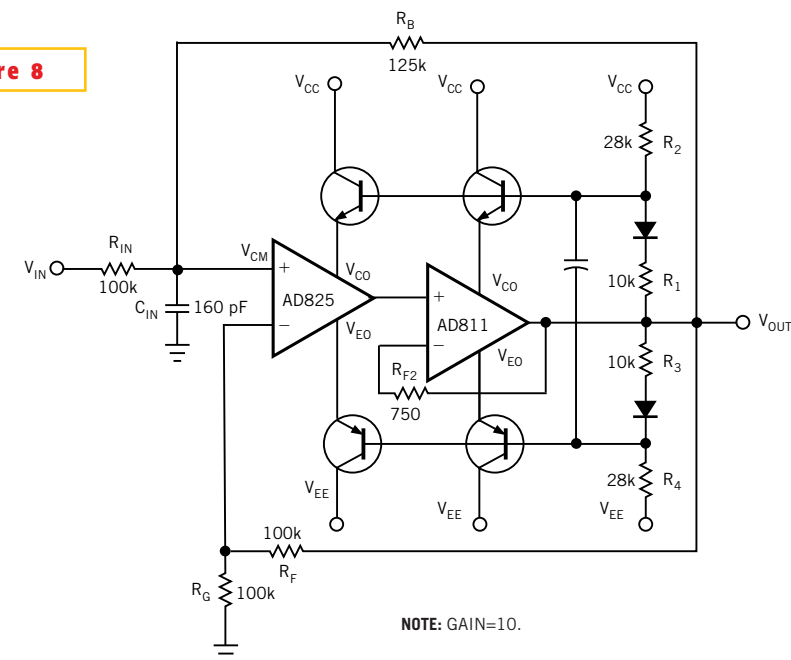 re 8
R_B
125k
V_CC
V_CC
V_CC
28k R_2
R_IN
V_IN
100k
V_CM
C_IN 160 pF
+
−
AD825
V_CO
V_EO
V_CO
+
−
AD811
V_EO
R_F2
750
10k R_1
V_OUT
10k R_3
28k R_4
V_EE
V_EE
V_EE
100k
R_F
R_G 100k
NOTE: GAIN=10.